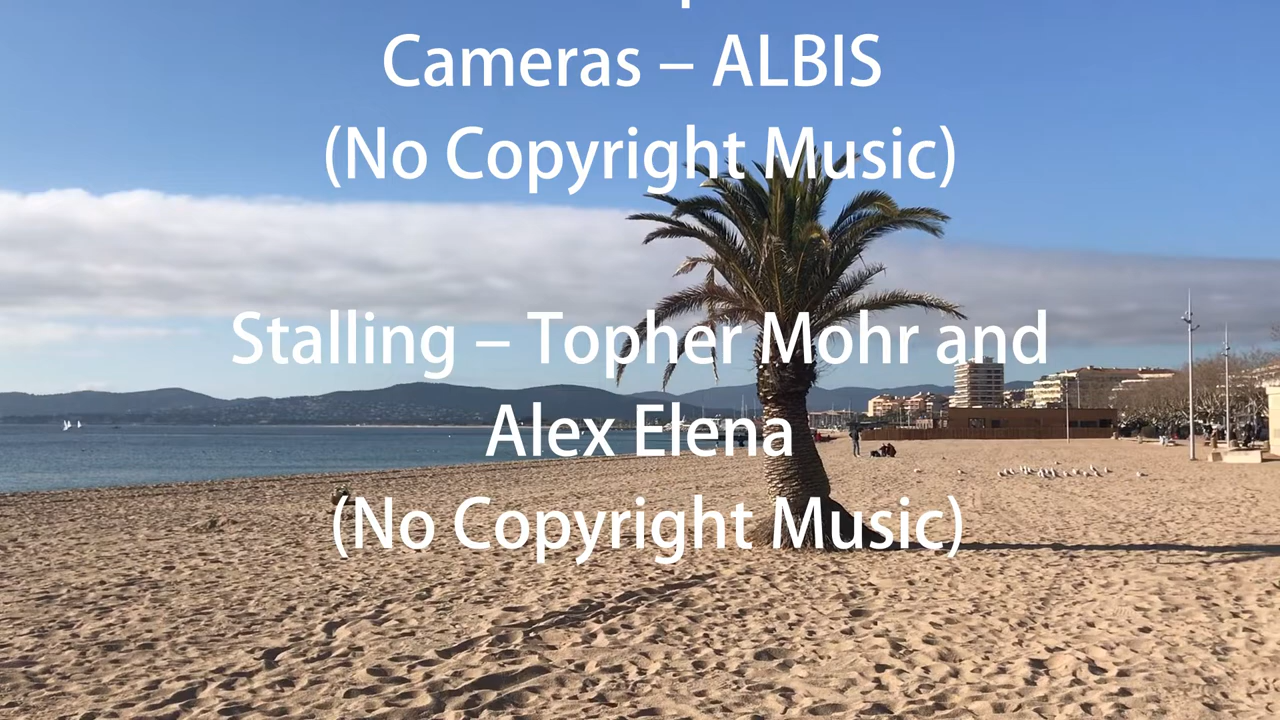 Cameras – ALBIS
(No Copyright Music)
Stalling – Topher Mohr and
Alex Elena
(No Copyright Music)